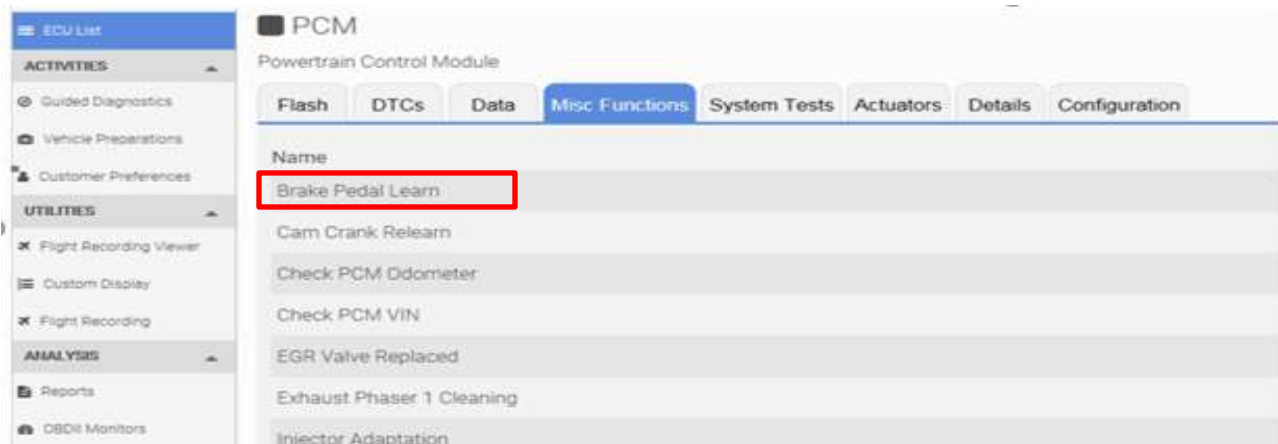 ECU List
ACTIVITIES
Guided Diagnostics
Vehicle Preparations
Customer Preferences
UTILITIES
Flight Recording Viewer
Custom Display
Flight Recording
ANALYSIS
Reports
OBDII Monitors
PCM
Powertrain Control Module
Flash DTCs Data Misc Functions System Tests Actuators Details Configuration
Name
Brake Pedal Learn
Cam Crank Relearn
Check PCM Odometer
Check PCM VIN
EGR Valve Replaced
Exhaust Phaser 1 Cleaning
Injector Adaptation